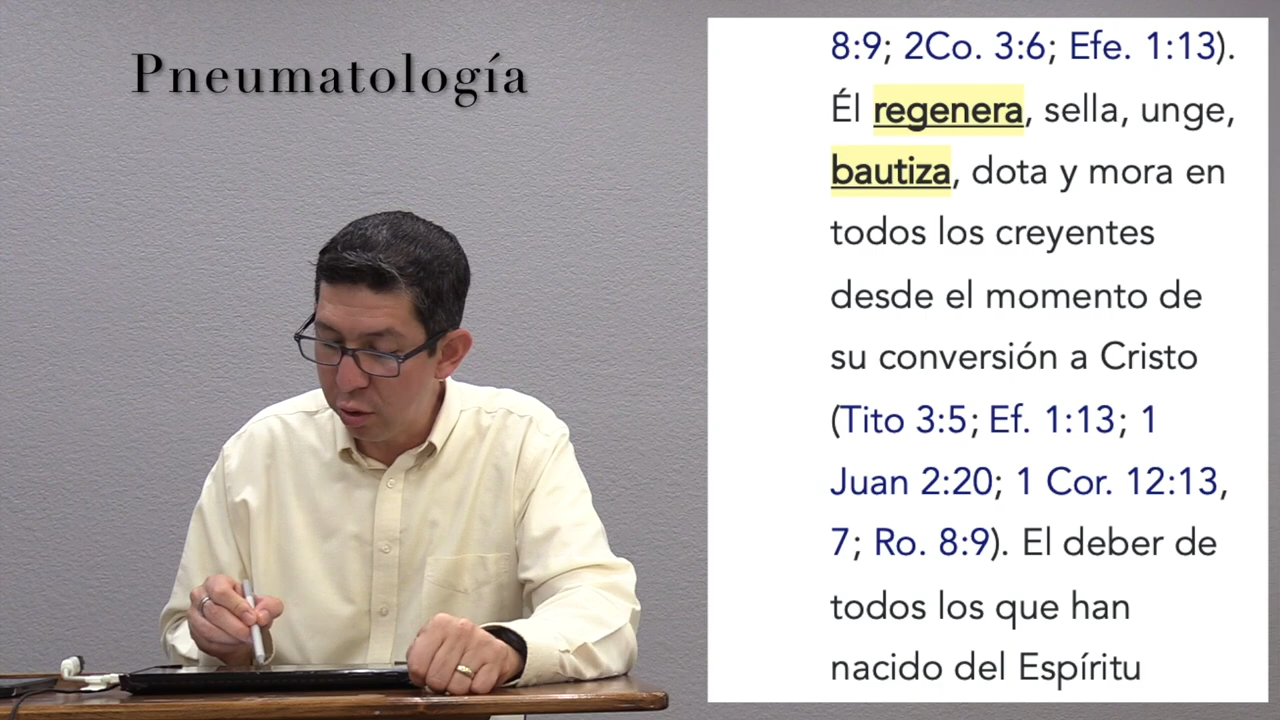 Pneumatología
8:9; 2Co. 3:6; Efe. 1:13).
Él regenera, sella, unge,
bautiza, dota y mora en
todos los creyentes
desde el momento de
su conversión a Cristo
(Tito 3:5; Ef. 1:13; 1
Juan 2:20; 1 Cor. 12:13,
7; Ro. 8:9). El deber de
todos los que han
nacido del Espíritu